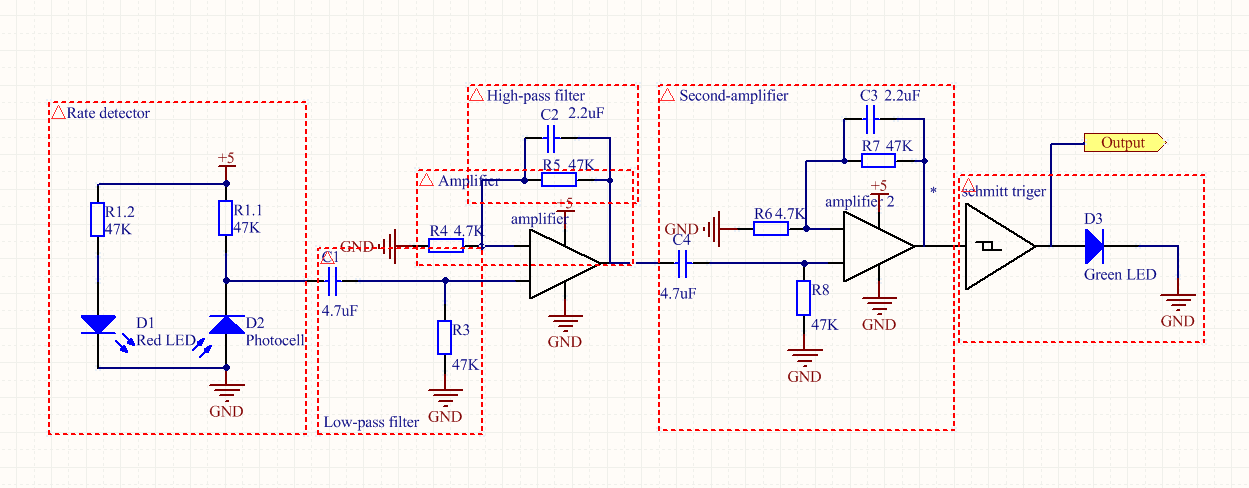 Rate detector
+5
R1.2
47K
R1.1
47K
D1
Red LED
D2
Photocell
GND
C1
4.7uF
R3
47K
GND
Low-pass filter
High-pass filter
C2 2.2uF
R5 47K
Amplifier
+5
amplifier
GND
R4 4.7K
GND
Second-amplifier
C3 2.2uF
R7 47K
+5
amplifier 2
GND
R6 4.7K
C4
4.7uF
R8
47K
GND
GND
*
schmitt triger
Output
D3
Green LED
GND